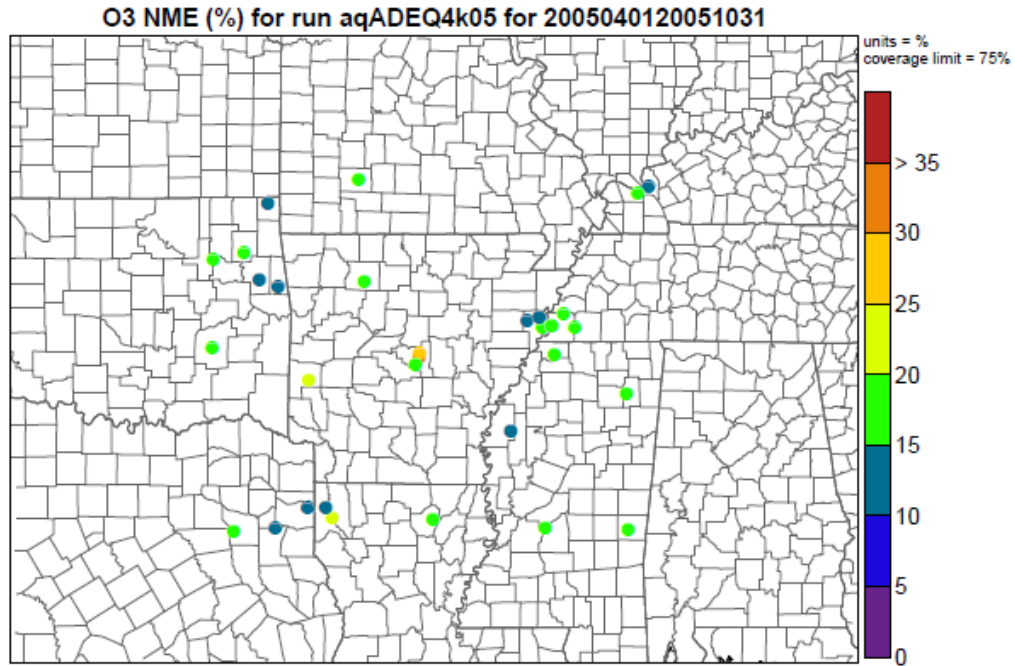 O3 NME (%) for run aqADEQ4k05 for 2005040120051031
units = %
coverage limit = 75%
> 35
30
25
20
15
10
5
0